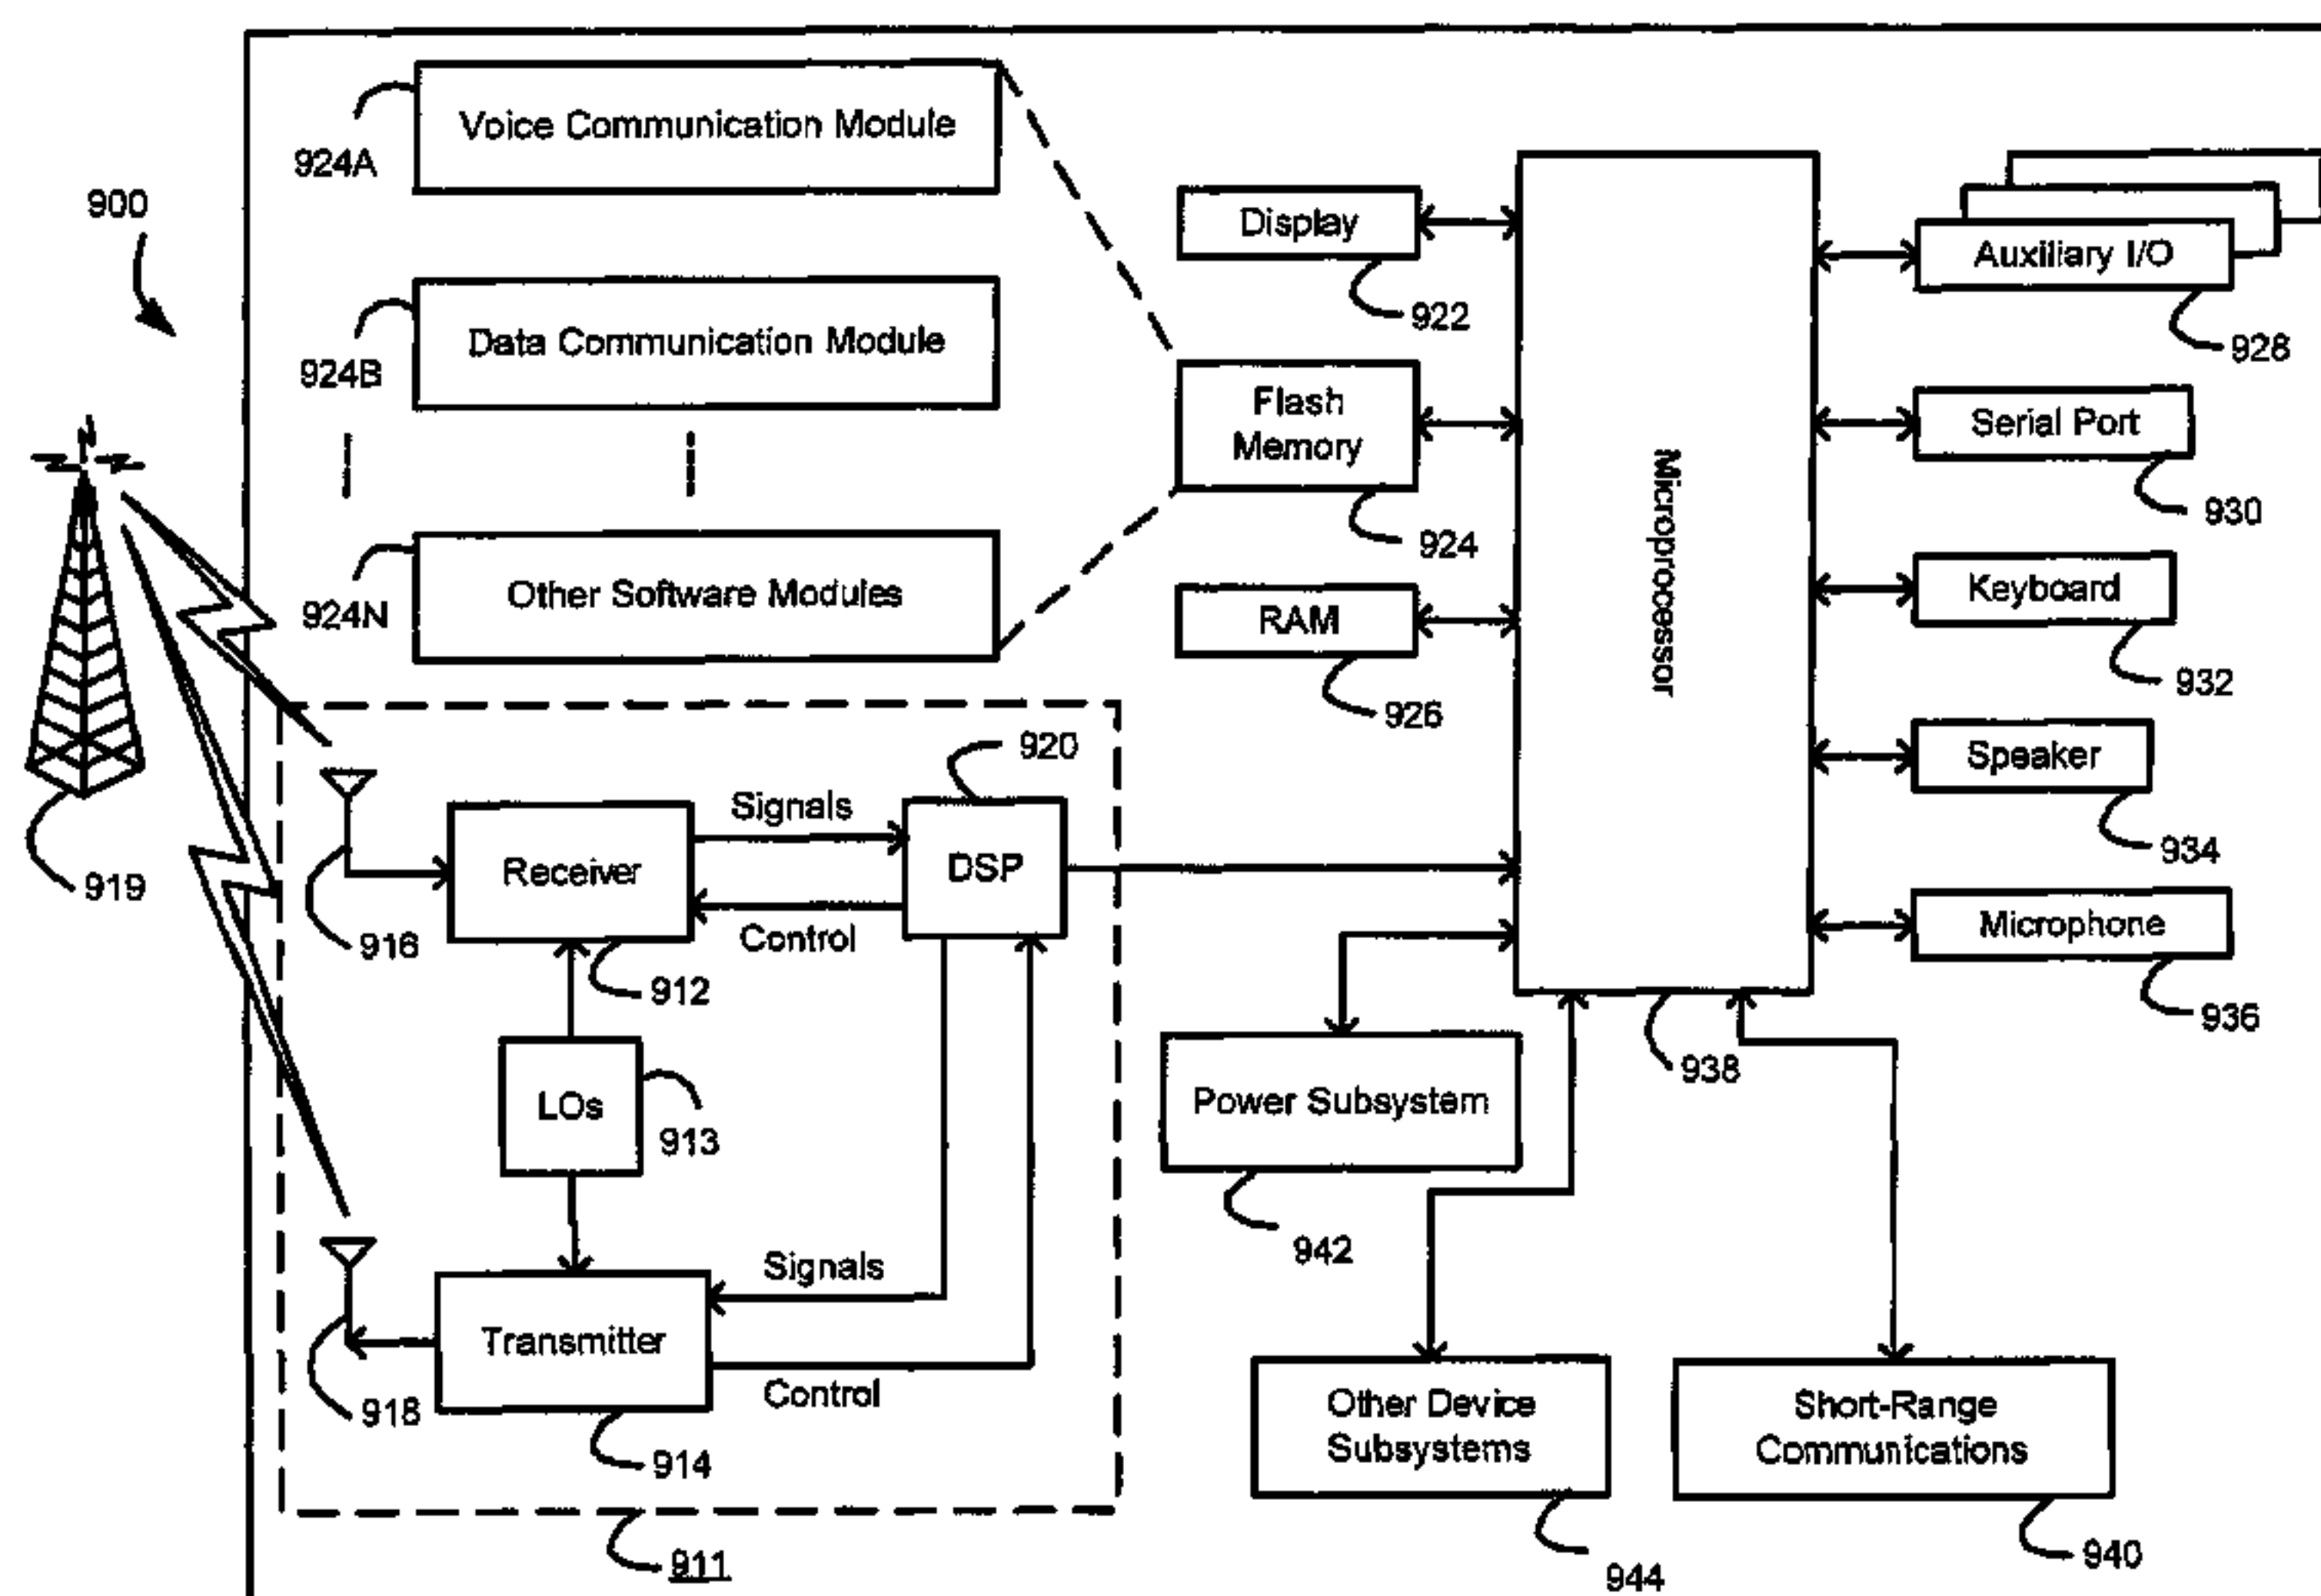 Voice Communication Module
924A
900
Data Communication Module
924B
Other Software Modules
924N
Display
922
Flash
Memory
924
RAM
926
Microprocessor
938
Auxiliary I/O
928
Serial Port
930
Keyboard
932
Speaker
934
Microphone
936
919
916
Receiver
912
Signals
Control
920
DSP
LOs
913
918
Transmitter
914
Signals
Control
911
Power Subsystem
942
Other Device
Subsystems
944
Short-Range
Communications
940